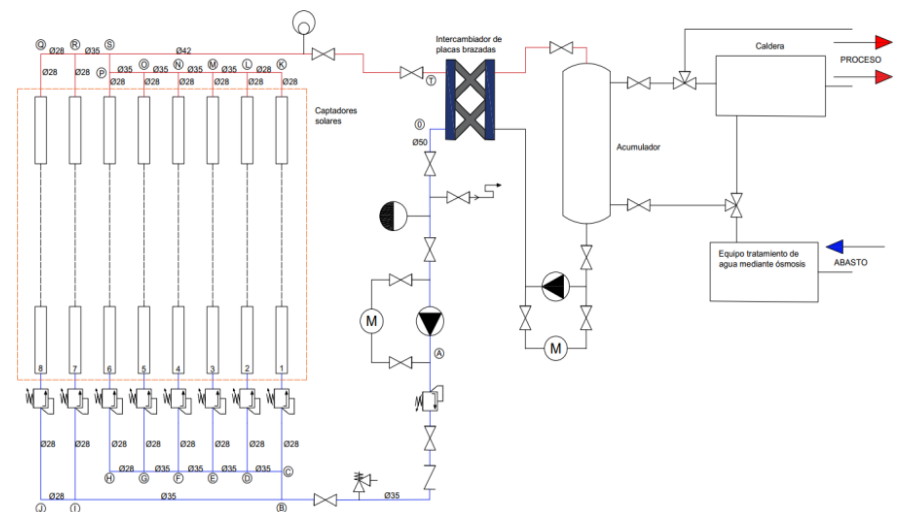 Q
R
S
Ø28
Ø35
Ø42
P
O
N
M
L
K
Ø35
Ø35
Ø35
Ø35
Ø28
Ø28
Ø28
Ø28
Ø28
Ø28
Ø28
Ø28
Ø28
Captadores
solares
Intercambiador de
placas brazadas
T
0
Ø50
Caldera
PROCESO
Acumulador
Equipo tratamiento de
agua mediante ósmosis
ABASTO
M
A
M
8
7
6
5
4
3
2
1
Ø28
Ø28
Ø28
Ø28
Ø28
Ø28
Ø28
Ø28
Ø28
Ø35
Ø35
Ø35
Ø35
C
H
G
F
E
D
Ø28
Ø35
Ø35
J
I
B